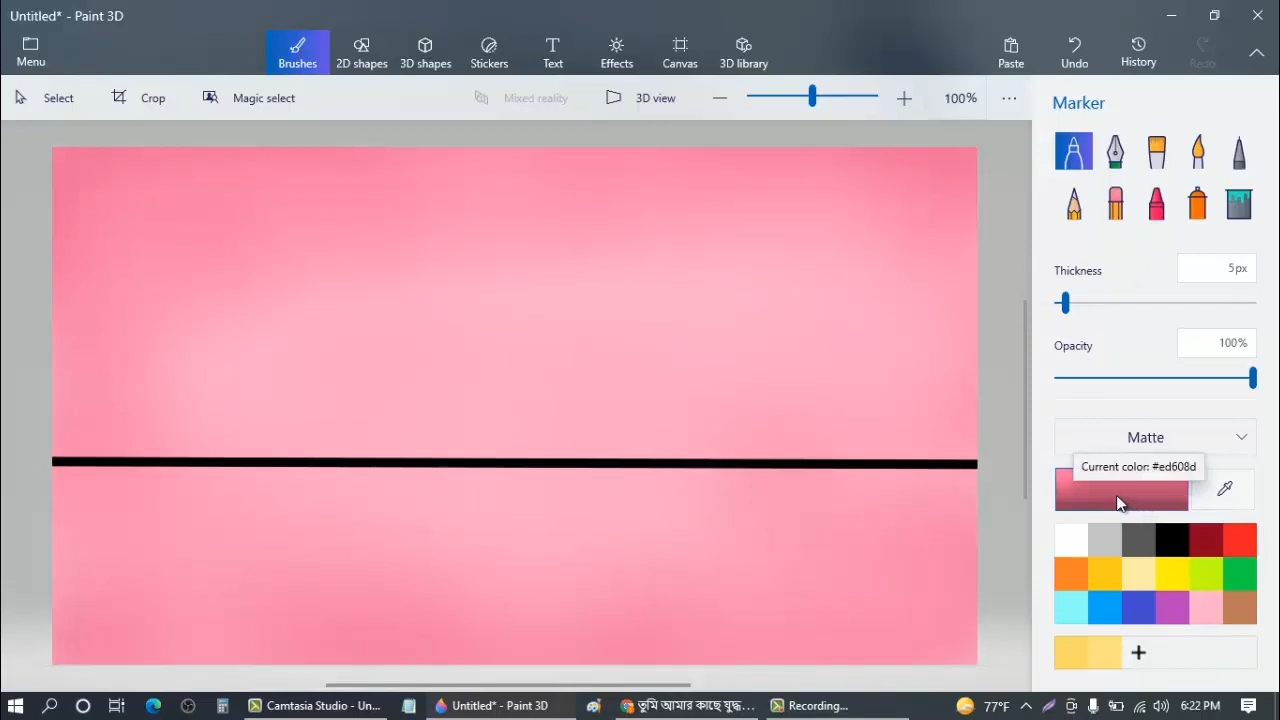 Untitled* - Paint 3D
Menu
Brushes
2D shapes
3D shapes
Stickers
Text
Effects
Canvas
3D library
Paste
Undo
History
Redo
Select
Crop
Magic select
Mixed reality
3D view
100%
Marker
Thickness
5px
Opacity
100%
Matte
Current color: #ed608d
Camtasia Studio - Un...
Untitled* - Paint 3D
তুমি আমার কাছে যুদ্ধ...
Recording...
77°F
6:22 PM